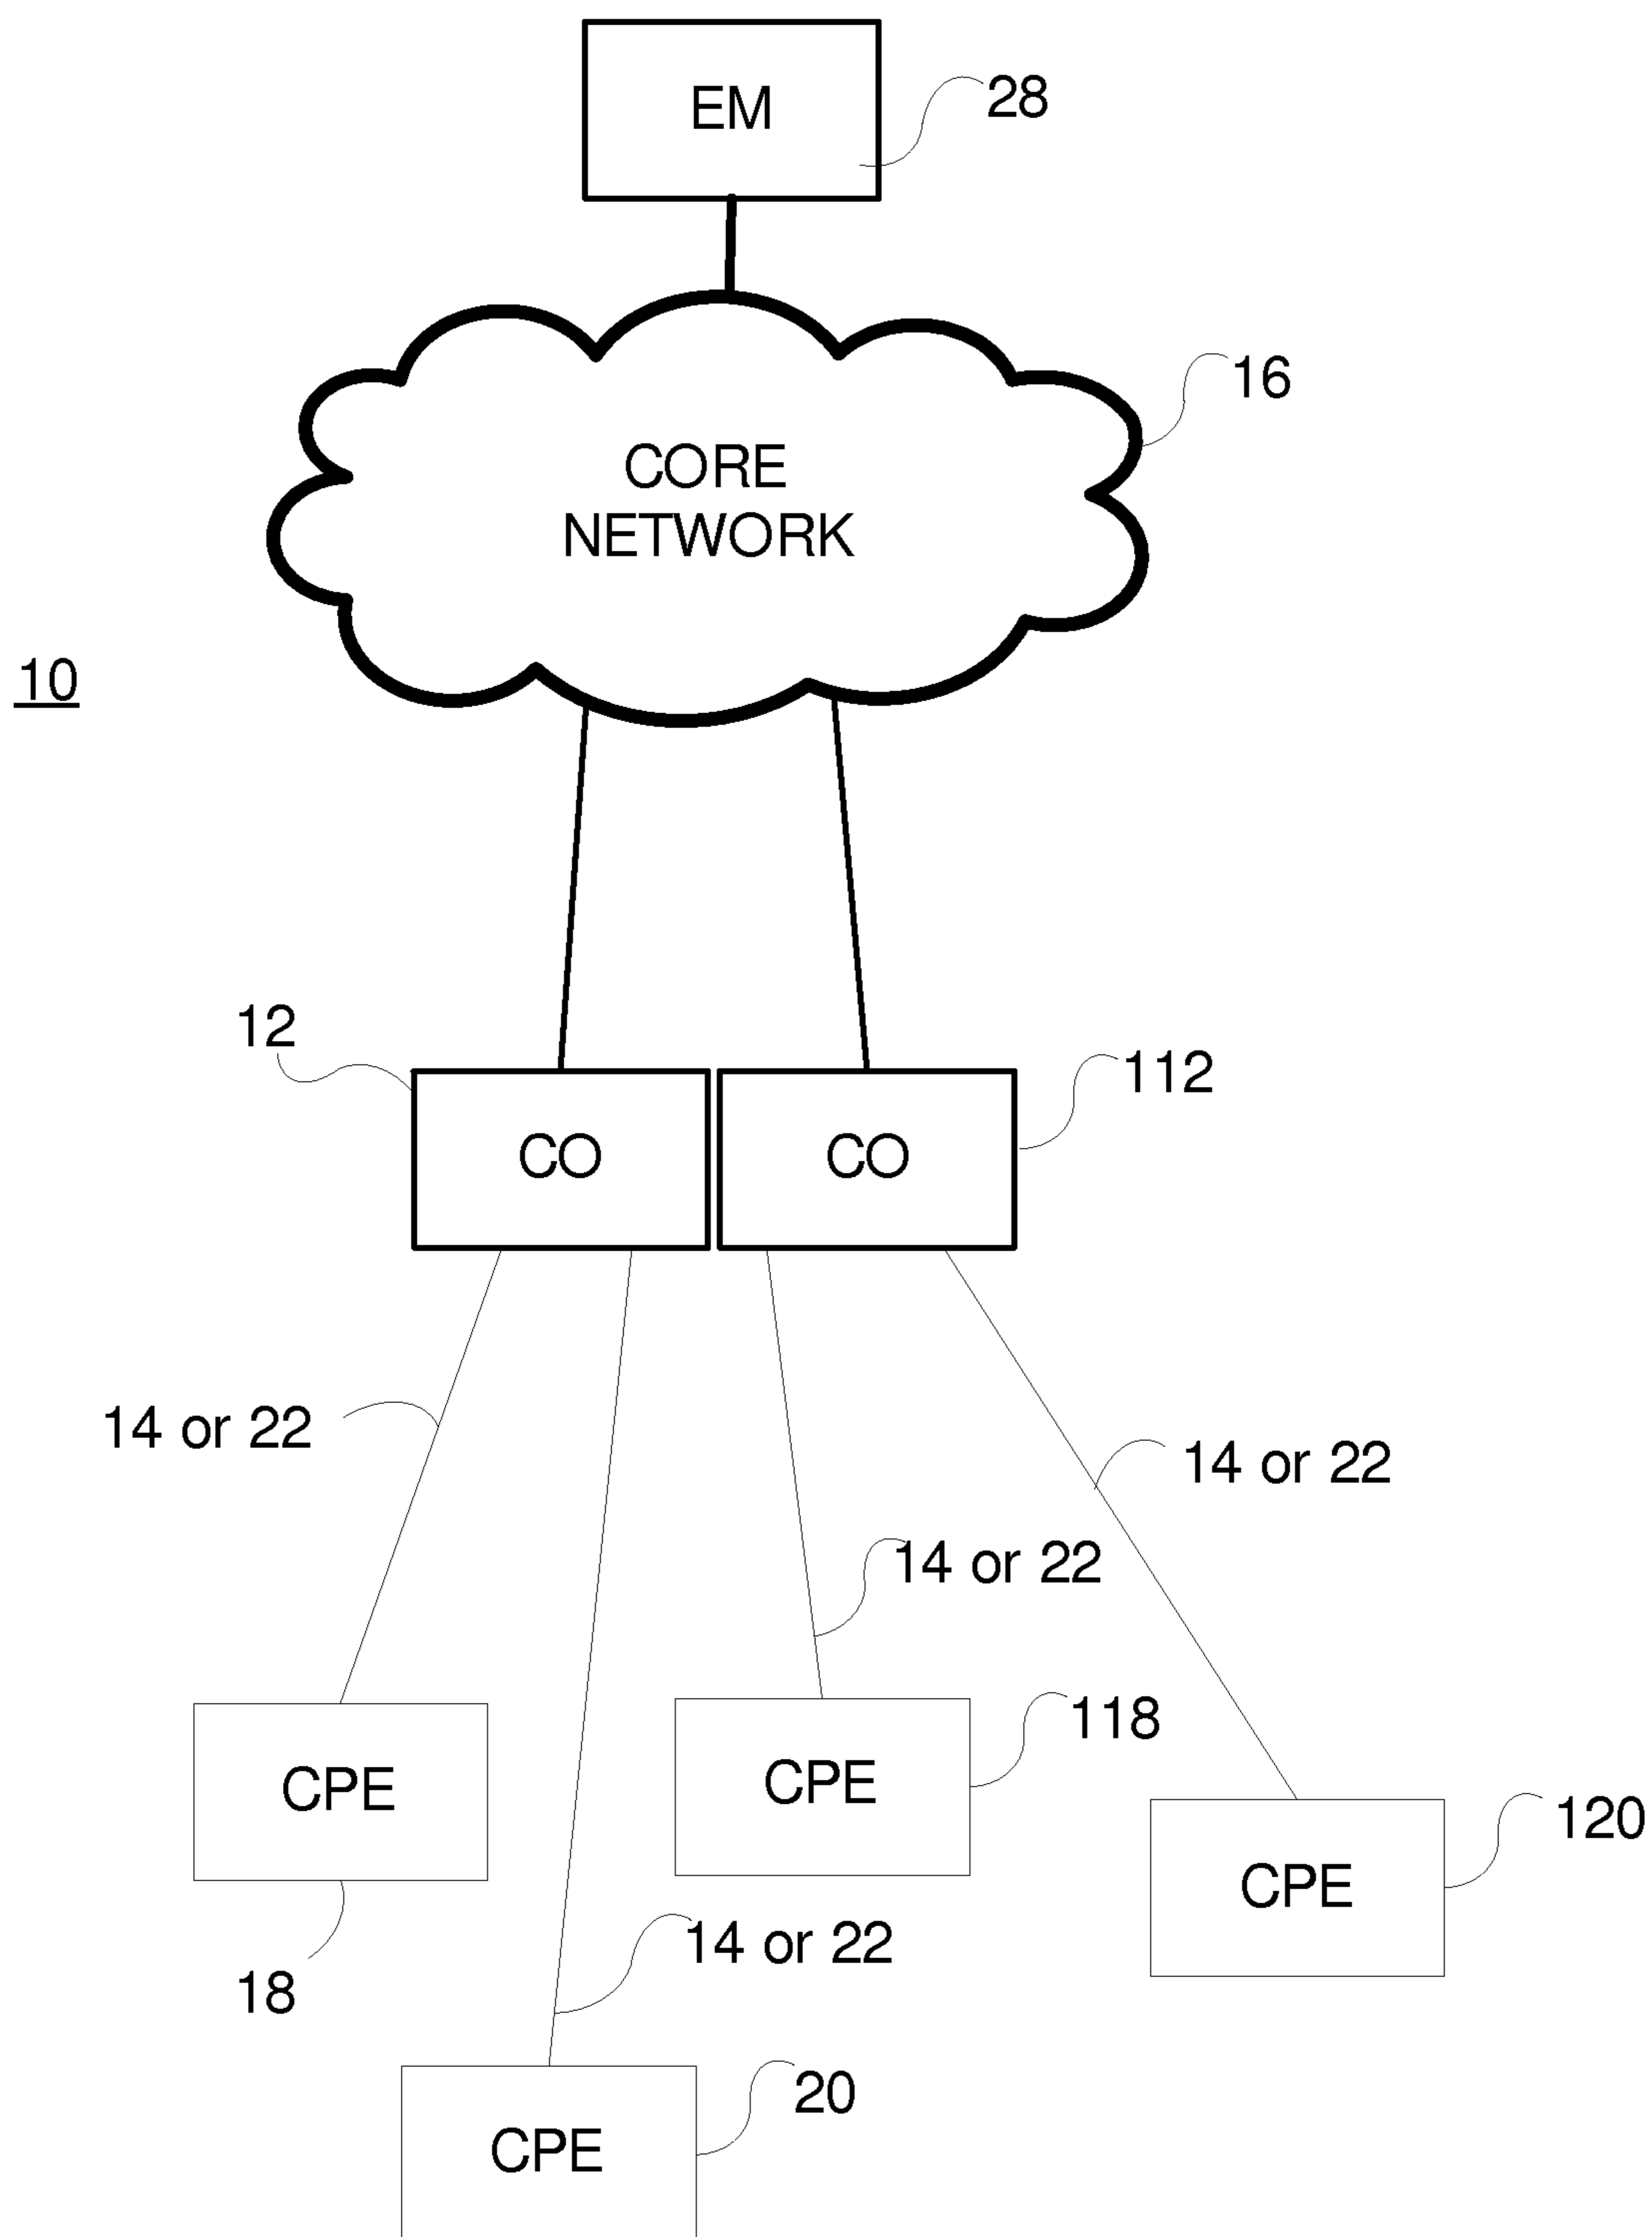 EM
28
16
CORE
NETWORK
10
12
112
CO
CO
14 or 22
14 or 22
14 or 22
118
CPE
CPE
120
CPE
14 or 22
18
20
CPE